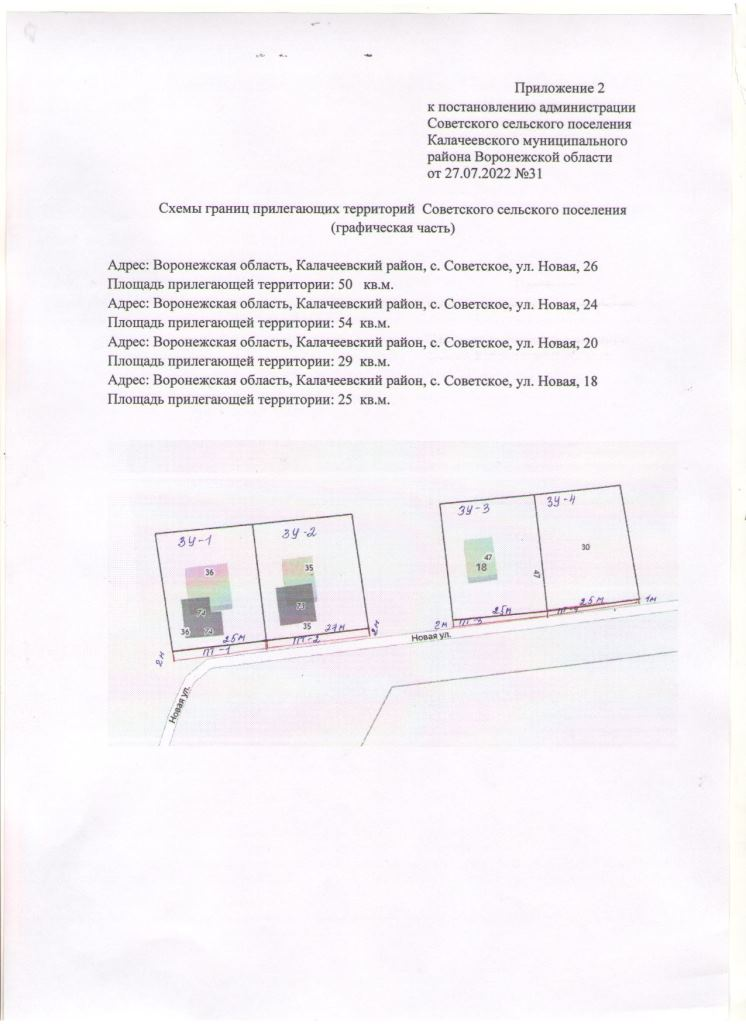 Приложение 2
к постановлению администрации
Советского сельского поселения
Калачеевского муниципального
района Воронежской области
от 27.07.2022 №31
Схемы границ прилегающих территорий Советского сельского поселения
(графическая часть)
Адрес: Воронежская область, Калачеевский район, с. Советское, ул. Новая, 26
Площадь прилегающей территории: 50 кв.м.
Адрес: Воронежская область, Калачеевский район, с. Советское, ул. Новая, 24
Площадь прилегающей территории: 54 кв.м.
Адрес: Воронежская область, Калачеевский район, с. Советское, ул. Новая, 20
Площадь прилегающей территории: 29 кв.м.
Адрес: Воронежская область, Калачеевский район, с. Советское, ул. Новая, 18
Площадь прилегающей территории: 25 кв.м.
ЗУ-1
ЗУ-2
ЗУ-3
ЗУ-4
36
35
47
18
30
47
74
73
36
74
35
25м
27м
25м
25м
2м
ПТ-1
ПТ-2
2м
2м
ПТ-3
1м
Новая ул.
Новая ул.